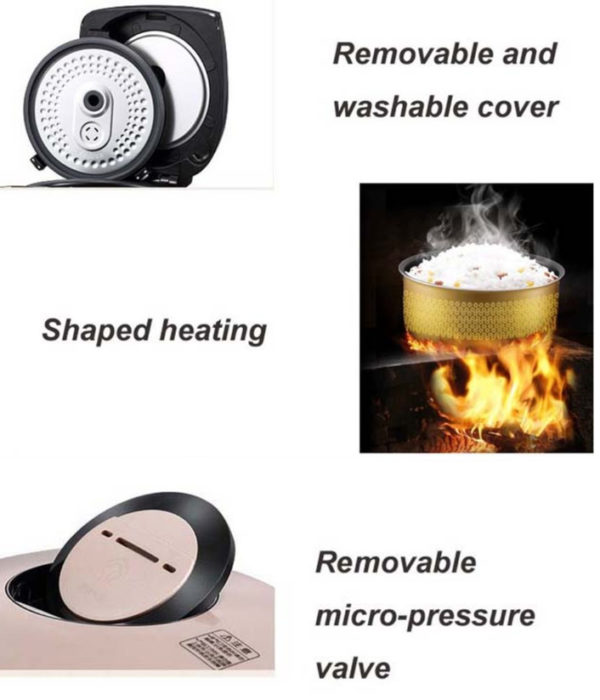 Removable and
washable cover
Shaped heating
Removable
micro-pressure
valve